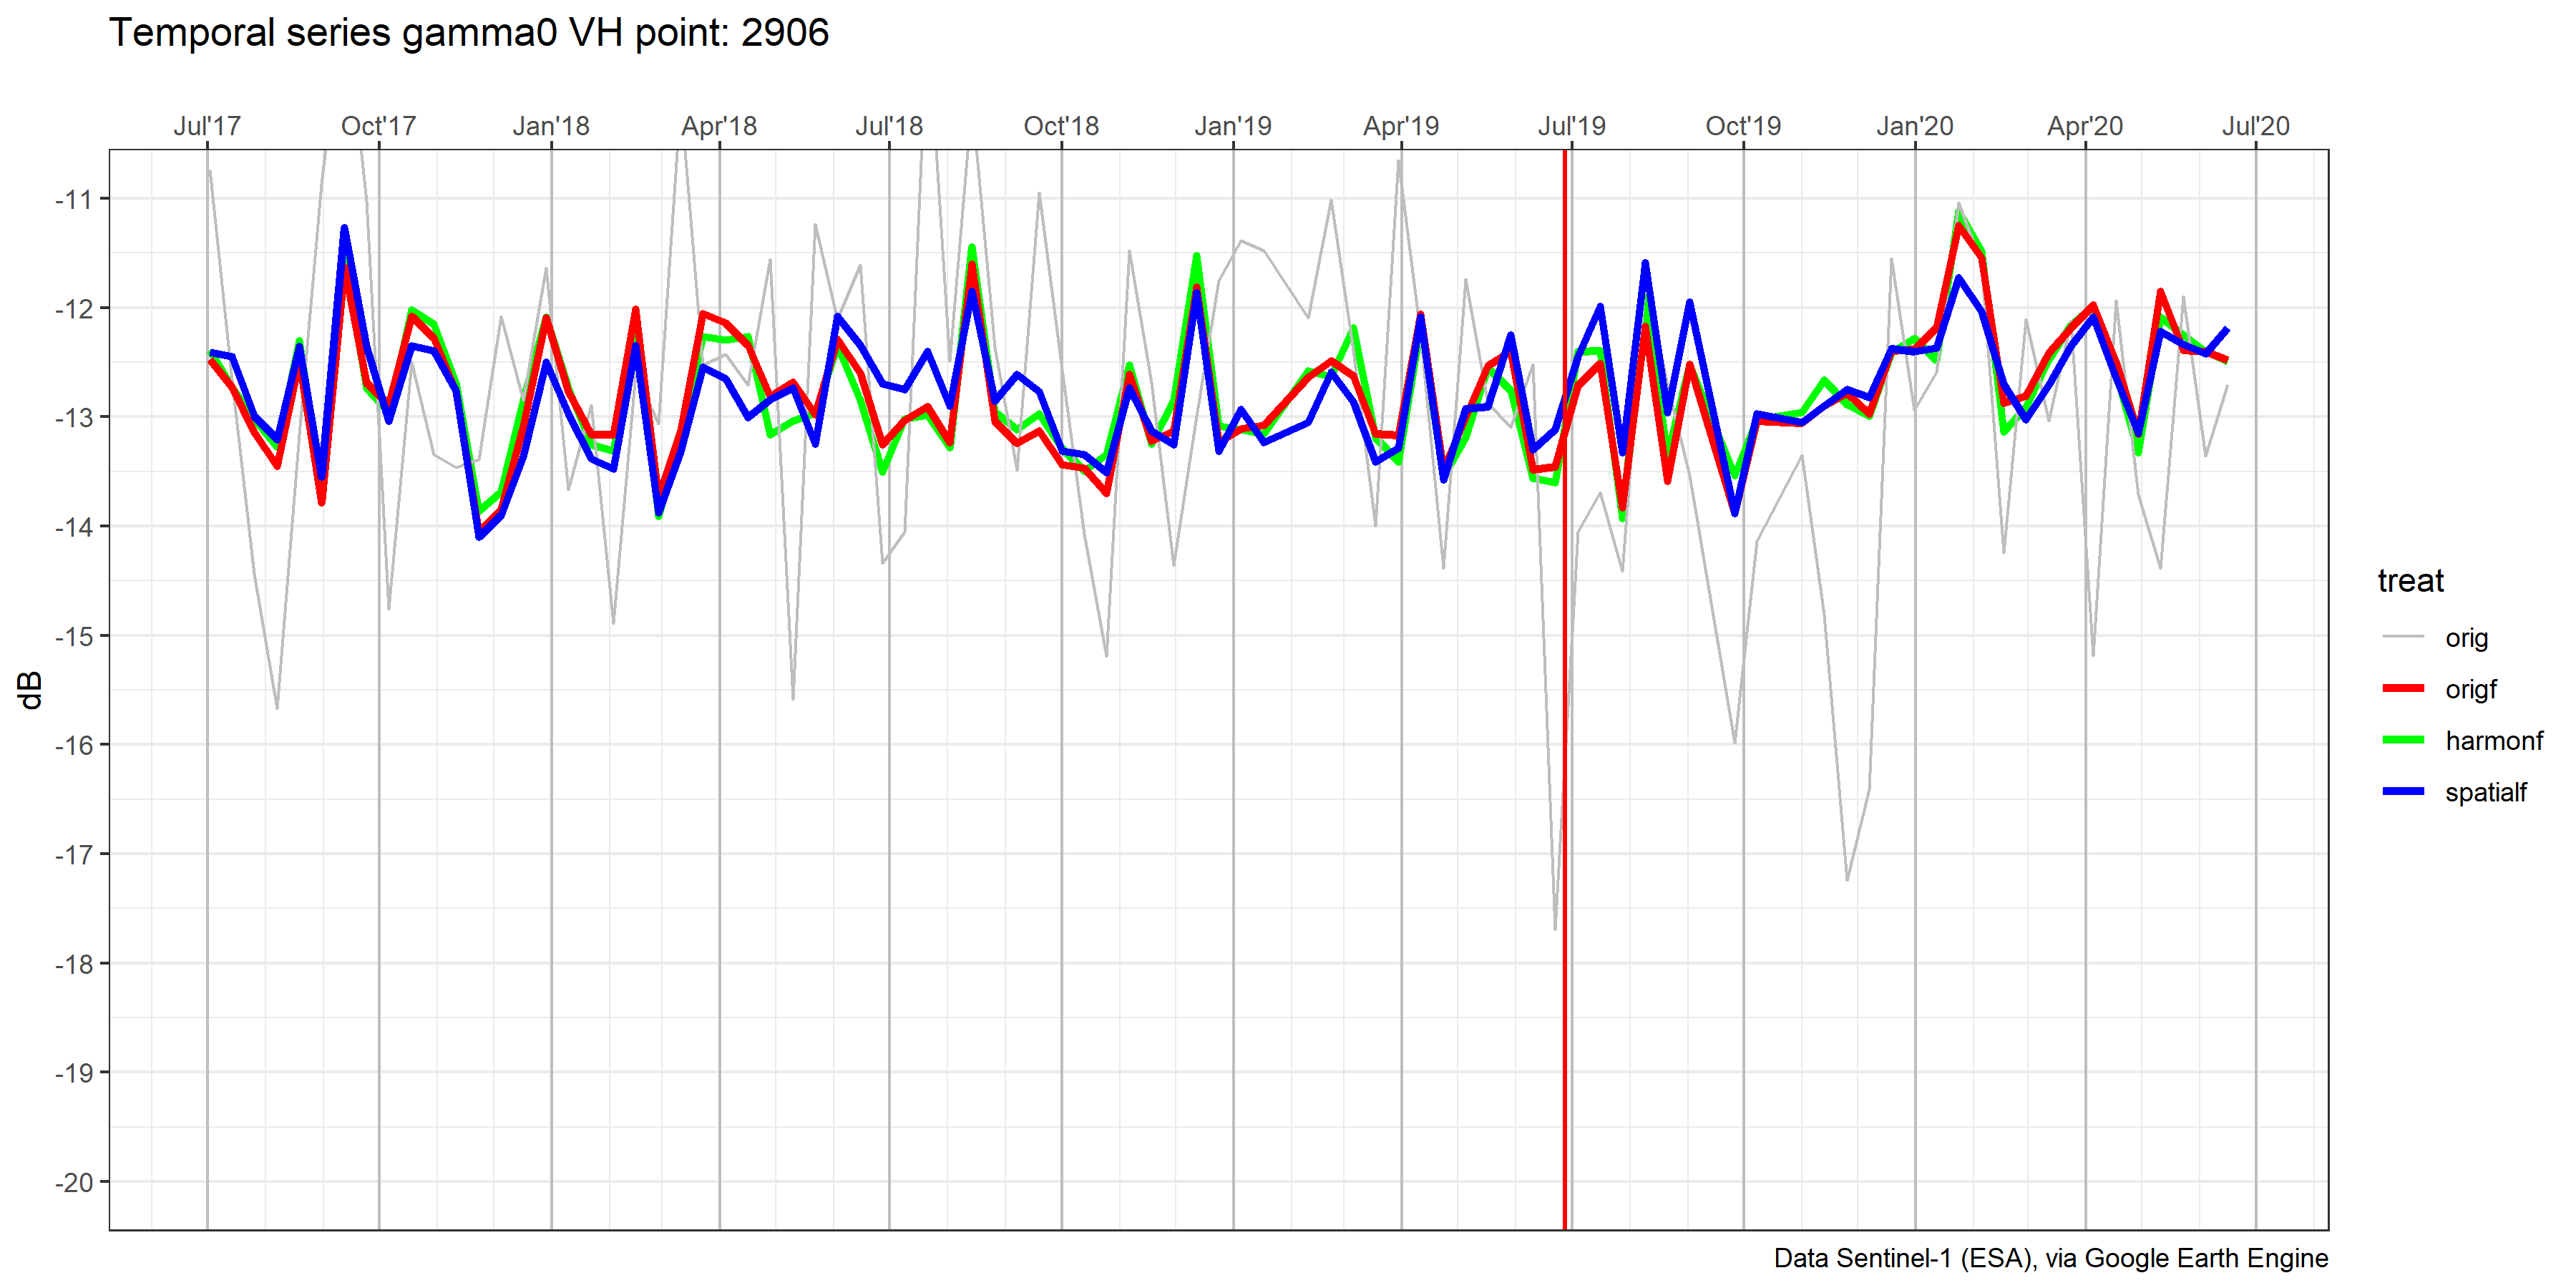 Temporal series gamma0 VH point: 2906
Jul'17 Oct'17 Jan'18 Apr'18 Jul'18 Oct'18 Jan'19 Apr'19 Jul'19 Oct'19 Jan'20 Apr'20 Jul'20
-11
-12
-13
-14
-15
-16
-17
-18
-19
-20
dB
treat
orig
origf
harmonf
spatialf
Data Sentinel-1 (ESA), via Google Earth Engine